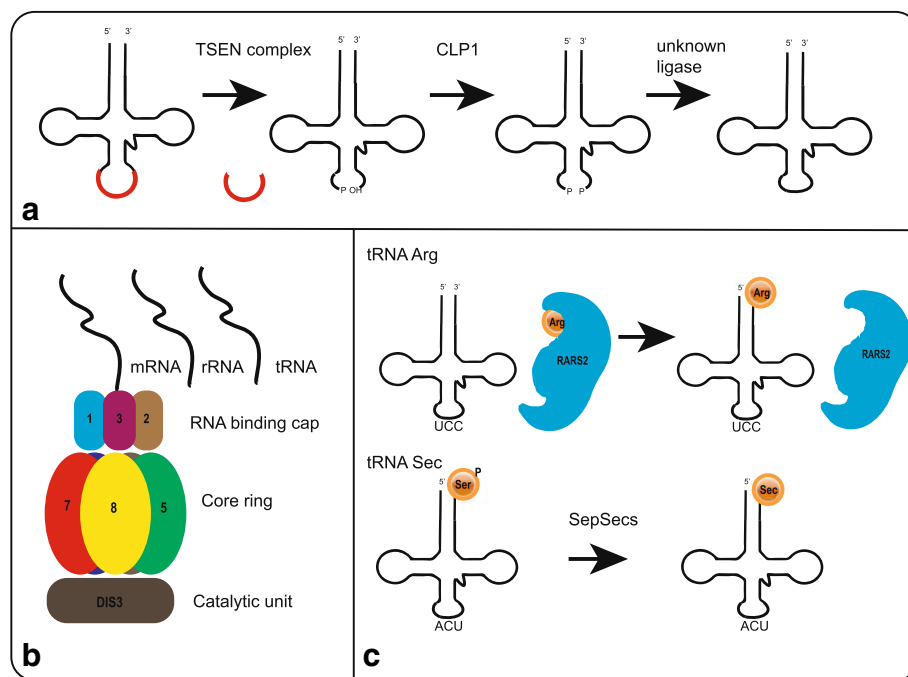 5' 3'
TSEN complex
5' 3'
P OH
CLP1
5' 3'
P P
unknown
ligase
5' 3'
a
mRNA rRNA tRNA
1 3 2
RNA binding cap
7 8 5
Core ring
DIS3
Catalytic unit
b
tRNA Arg
5' 3'
UCC
Arg
RARS2
5'
Arg
UCC
RARS2
tRNA Sec
5'
Ser
P
ACU
SepSecs
5'
Sec
ACU
c